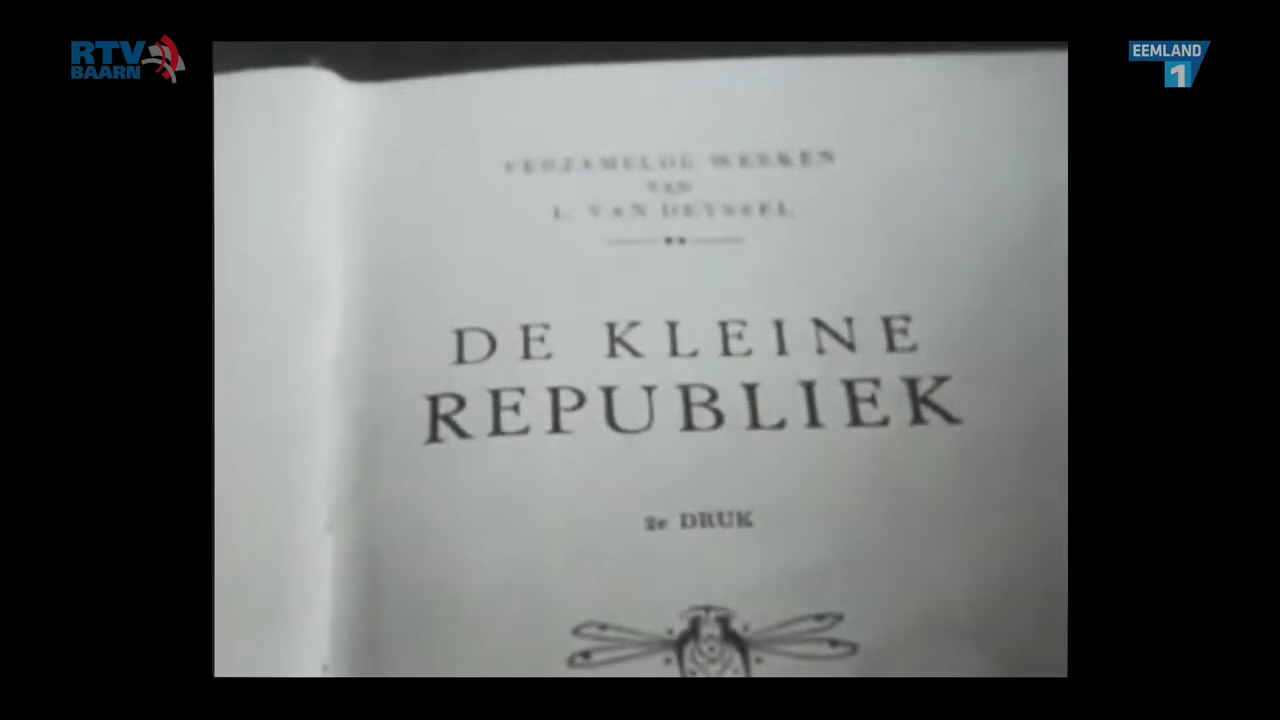 RTV
BAARN
EEMLAND
1
VERZAMELDE WERKEN
VAN
L. VAN DEYSSEL
DE KLEINE
REPUBLIEK
2e DRUK